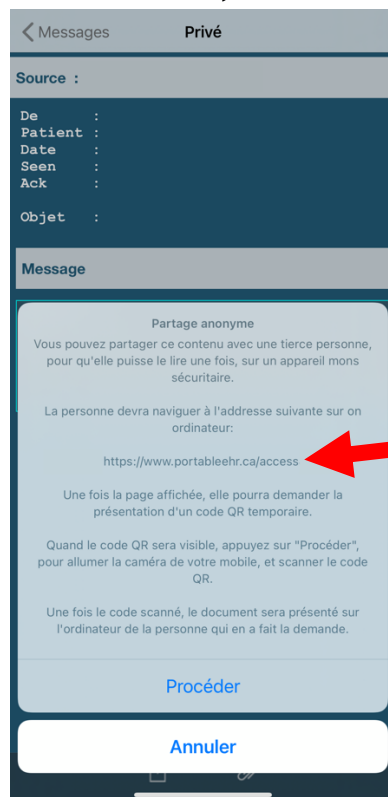 Messages Privé
Source :
De :
Patient :
Date :
Seen :
Ack :
Objet :
Message
Partage anonyme
Vous pouvez partager ce contenu avec une tierce personne,
pour qu'elle puisse le lire une fois, sur un appareil mons
sécuritaire.
La personne devra naviguer à l'addresse suivante sur on
ordinateur:
https://www.portableehr.ca/access
Une fois la page affichée, elle pourra demander la
présentation d'un code QR temporaire.
Quand le code QR sera visible, appuyez sur "Procéder",
pour allumer la caméra de votre mobile, et scanner le code
QR.
Une fois le code scanné, le document sera présenté sur
l'ordinateur de la personne qui en a fait la demande.
Procéder
Annuler